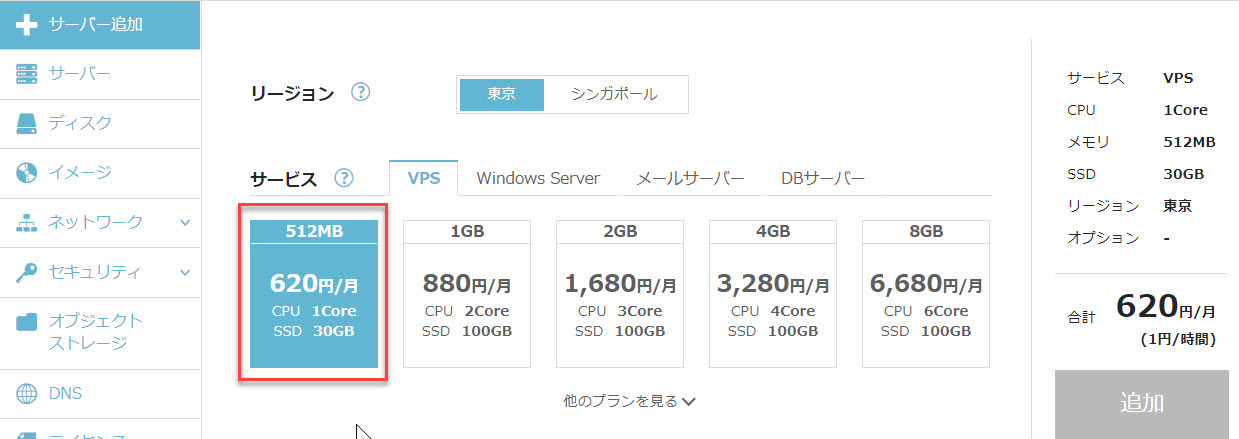 サーバー追加
サーバー
ディスク
イメージ
ネットワーク
セキュリティ
オブジェクト
ストレージ
DNS
ライセンス
リージョン ?
東京 シンガポール
サービス ?
VPS Windows Server メールサーバー DBサーバー
512MB
620円/月
CPU 1Core
SSD 30GB
1GB
880円/月
CPU 2Core
SSD 100GB
2GB
1,680円/月
CPU 3Core
SSD 100GB
4GB
3,280円/月
CPU 4Core
SSD 100GB
8GB
6,680円/月
CPU 6Core
SSD 100GB
他のプランを見る
サービス VPS
CPU 1Core
メモリ 512MB
SSD 30GB
リージョン 東京
オプション -
合計 620円/月
(1円/時間)
追加